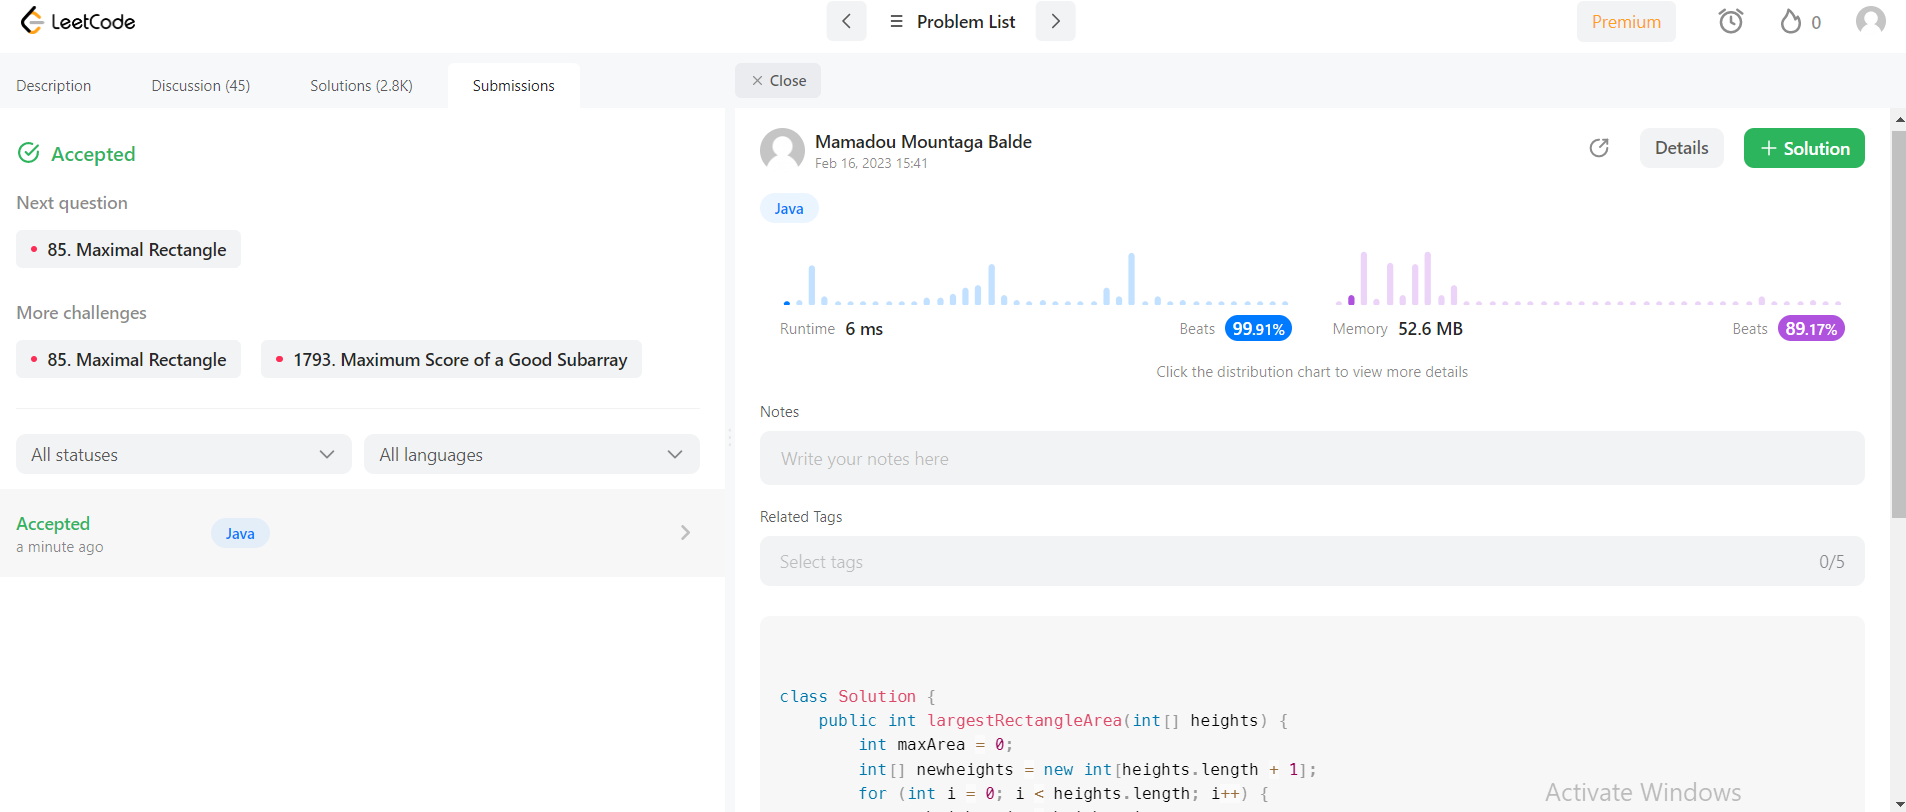 LeetCode
Problem List
Premium
0
Description
Discussion (45)
Solutions (2.8K)
Submissions
Close
Accepted
Next question
85. Maximal Rectangle
More challenges
85. Maximal Rectangle
1793. Maximum Score of a Good Subarray
All statuses
All languages
Accepted
a minute ago
Java
Mamadou Mountaga Balde
Feb 16, 2023 15:41
Details
+ Solution
Java
Runtime 6 ms
Beats 99.91%
Memory 52.6 MB
Beats 89.17%
Click the distribution chart to view more details
Notes
Write your notes here
Related Tags
Select tags
0/5
class Solution {
public int largestRectangleArea(int[] heights) {
int maxArea = 0;
int[] newheights = new int[heights.length + 1];
for (int i = 0; i < heights.length; i++) {
Activate Windows